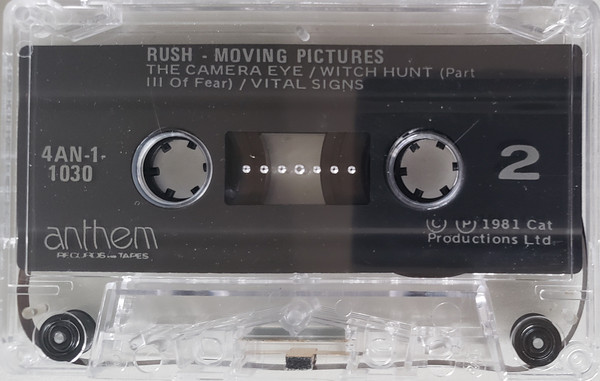 RUSH - MOVING PICTURES
THE CAMERA EYE / WITCH HUNT (Part
III Of Fear) / VITAL SIGNS
4AN-1-
1030
2
anthem
RECORDS AND TAPES
© ℗ 1981 Cat
Productions Ltd